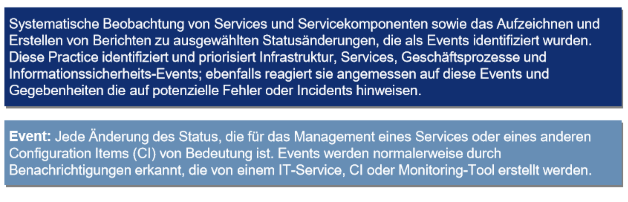 Systematische Beobachtung von Services und Servicekomponenten sowie das Aufzeichnen und
Erstellen von Berichten zu ausgewählten Statusänderungen, die als Events identifiziert wurden.
Diese Practice identifiziert und priorisiert Infrastruktur, Services, Geschäftsprozesse und
Informationssicherheits-Events; ebenfalls reagiert sie angemessen auf diese Events und
Gegebenheiten die auf potenzielle Fehler oder Incidents hinweisen.
Event: Jede Änderung des Status, die für das Management eines Services oder eines anderen
Configuration Items (CI) von Bedeutung ist. Events werden normalerweise durch
Benachrichtigungen erkannt, die von einem IT-Service, CI oder Monitoring-Tool erstellt werden.